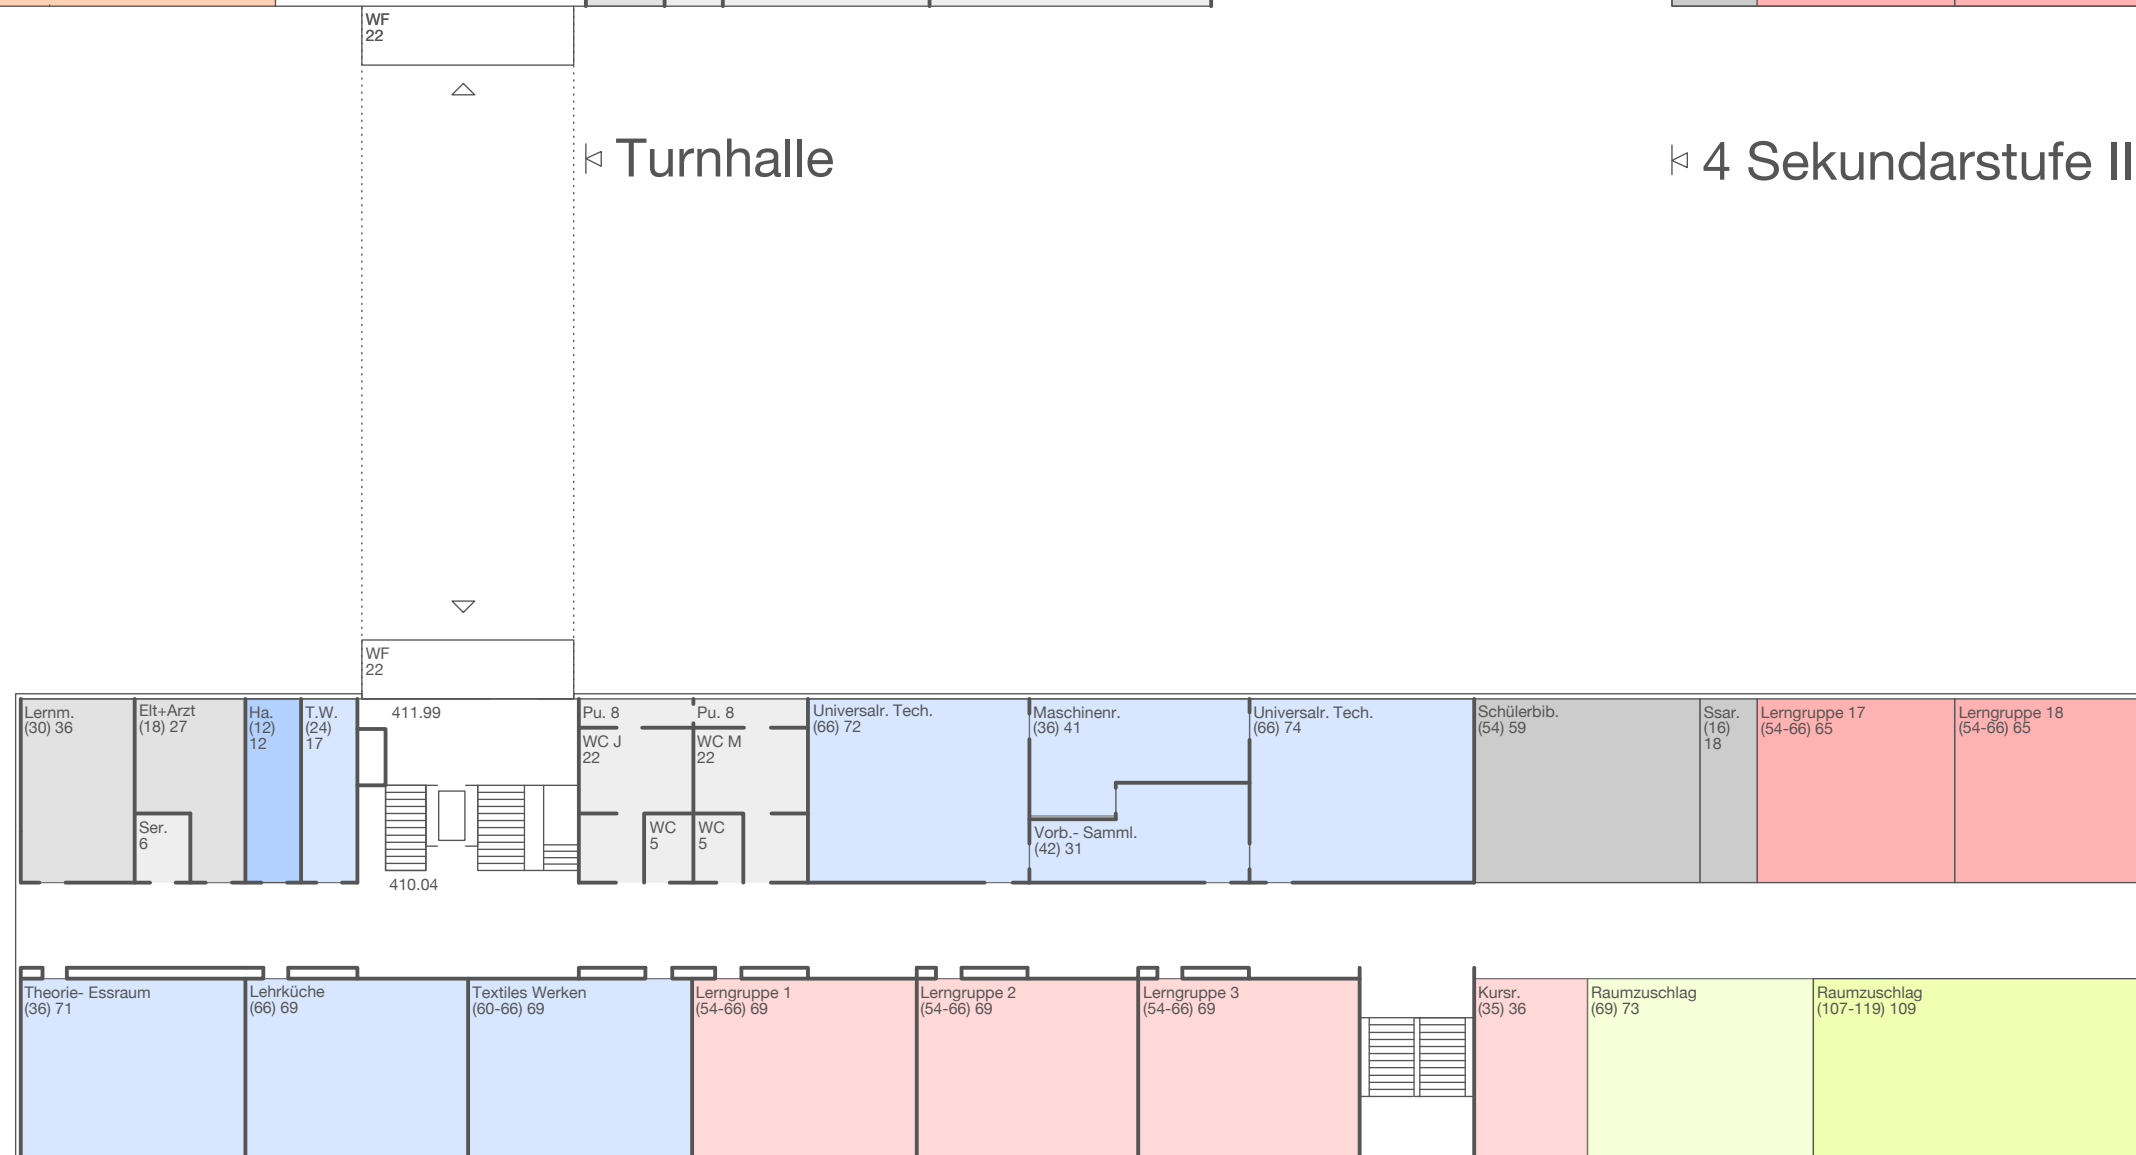 WF
22
Turnhalle
4 Sekundarstufe II
WF
22
Lernm.
(30) 36
Elt+Arzt
(18) 27
Ser.
6
Ha.
(12)
12
T.W.
(24)
17
411.99
410.04
Pu. 8
WC J
22
WC
5
Pu. 8
WC M
22
WC
5
Universalr. Tech.
(66) 72
Maschinenr.
(36) 41
Vorb.- Samml.
(42) 31
Universalr. Tech.
(66) 74
Schülerbib.
(54) 59
Ssar.
(16)
18
Lerngruppe 17
(54-66) 65
Lerngruppe 18
(54-66) 65
Theorie- Essraum
(36) 71
Lehrküche
(66) 69
Textiles Werken
(60-66) 69
Lerngruppe 1
(54-66) 69
Lerngruppe 2
(54-66) 69
Lerngruppe 3
(54-66) 69
Kursr.
(35) 36
Raumzuschlag
(69) 73
Raumzuschlag
(107-119) 109